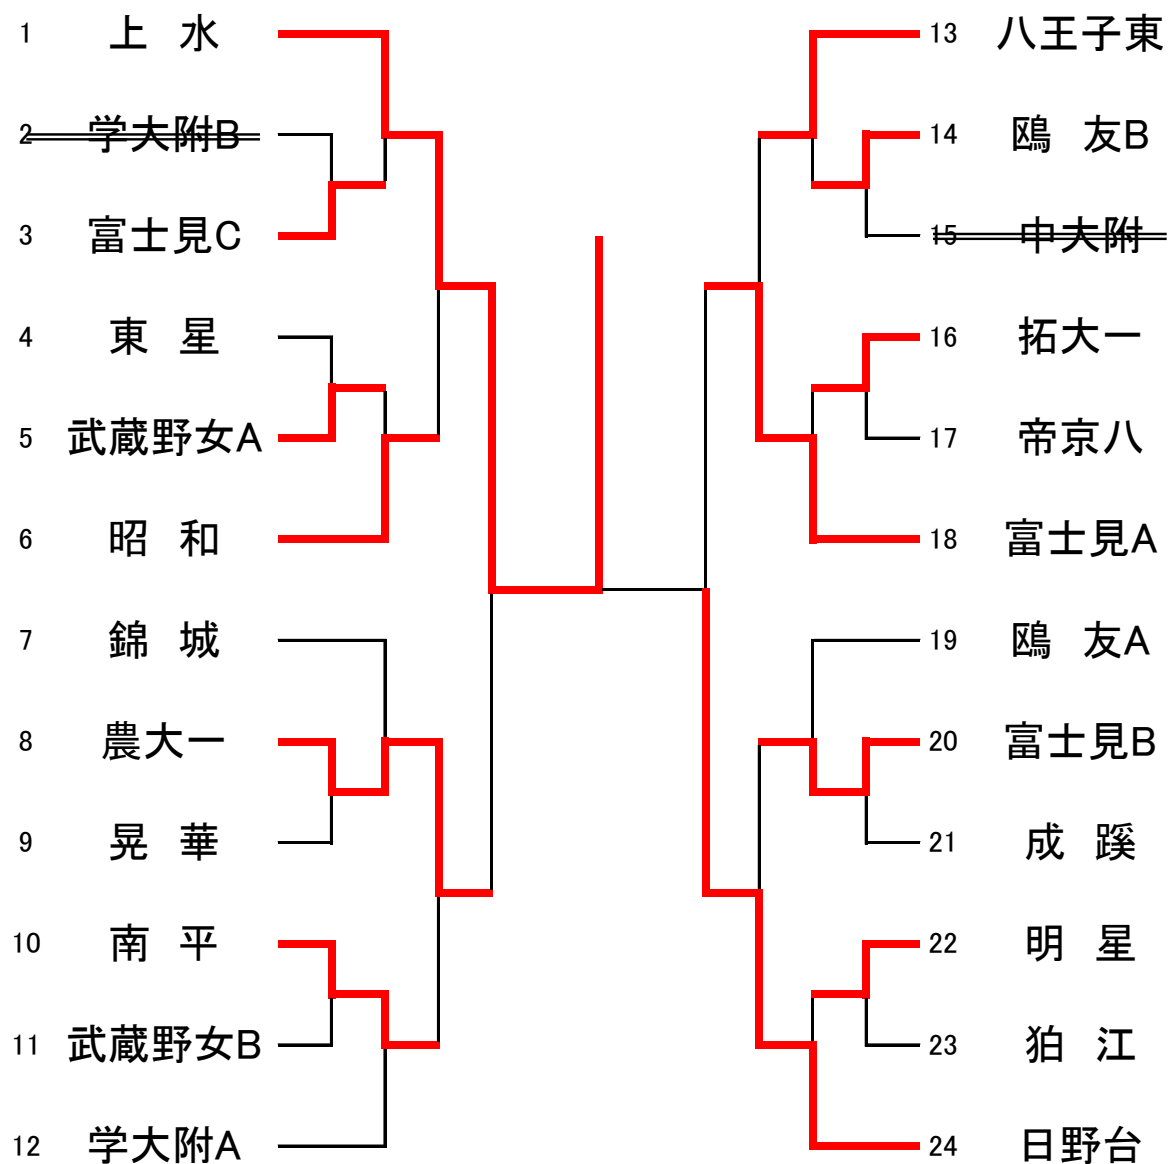 1 上 水
2 学大附B
3 富士見C
4 東 星
5 武蔵野女A
6 昭 和
7 錦 城
8 農大一
9 晃 華
10 南 平
11 武蔵野女B
12 学大附A
13 八王子東
14 鴎 友B
15 中大附
16 拓大一
17 帝京八
18 富士見A
19 鴎 友A
20 富士見B
21 成 蹊
22 明 星
23 狛 江
24 日野台